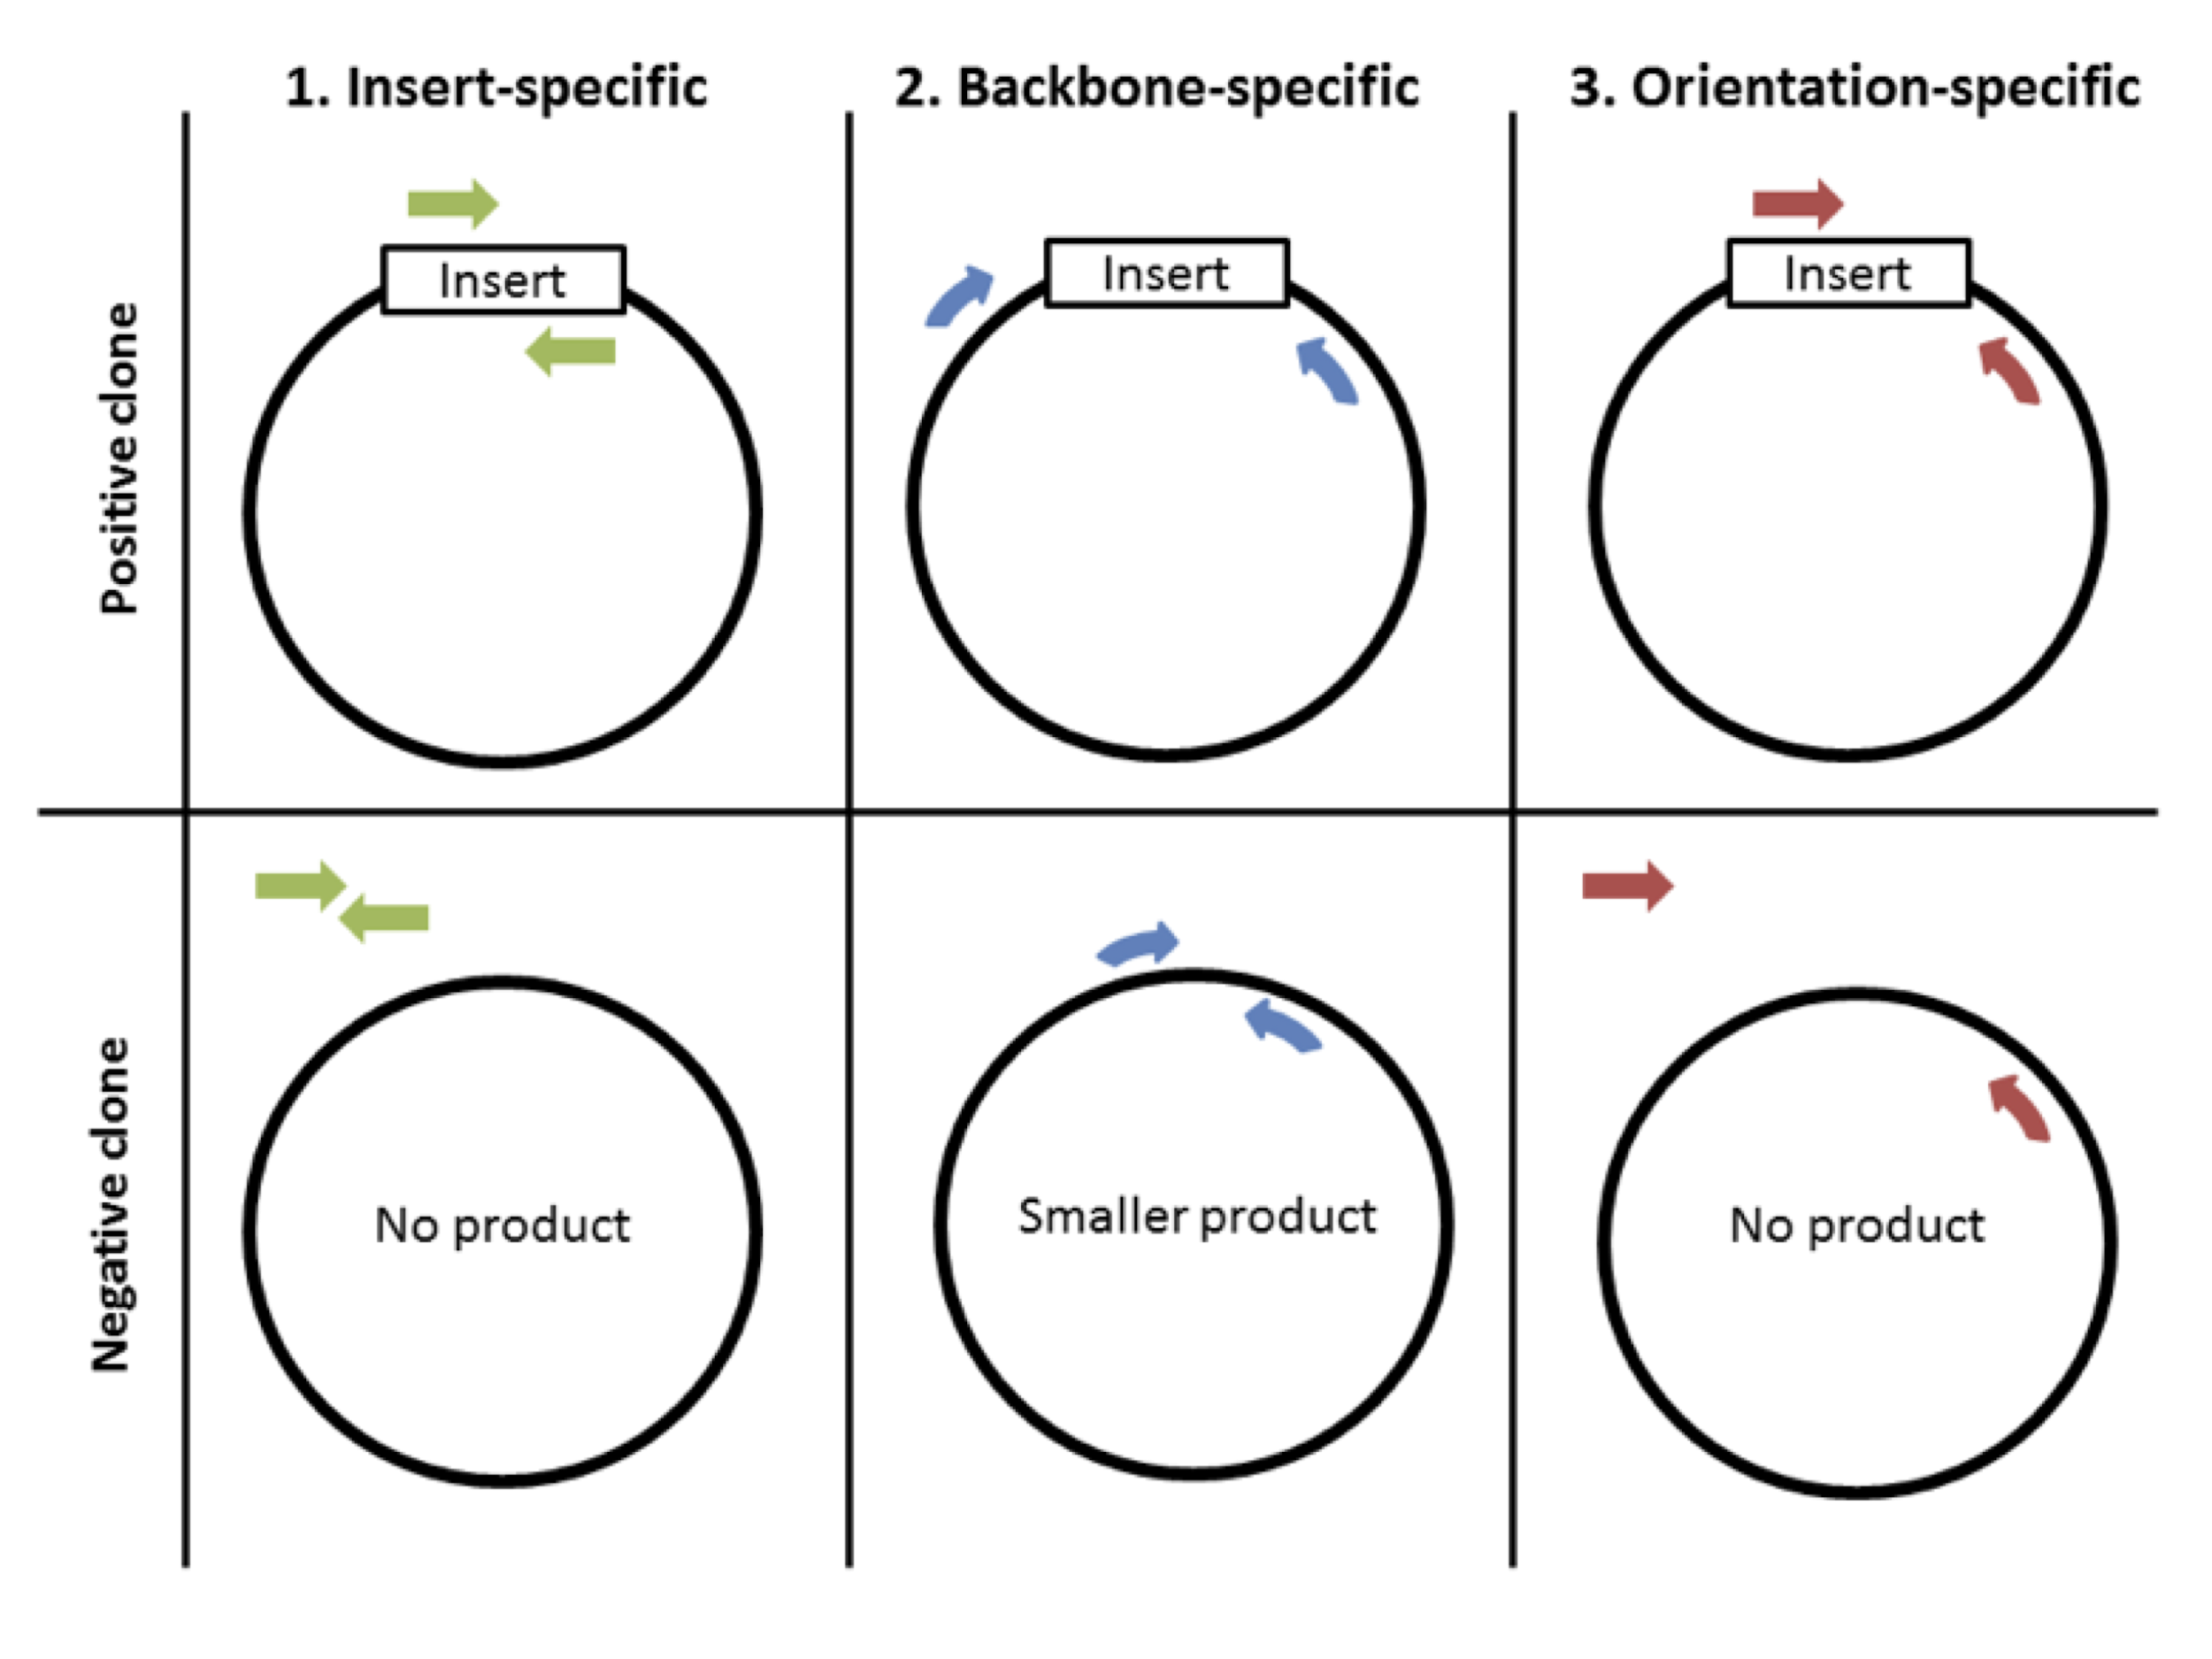 1. Insert-specific
2. Backbone-specific
3. Orientation-specific
Positive clone
Insert
Insert
Insert
Negative clone
No product
Smaller product
No product